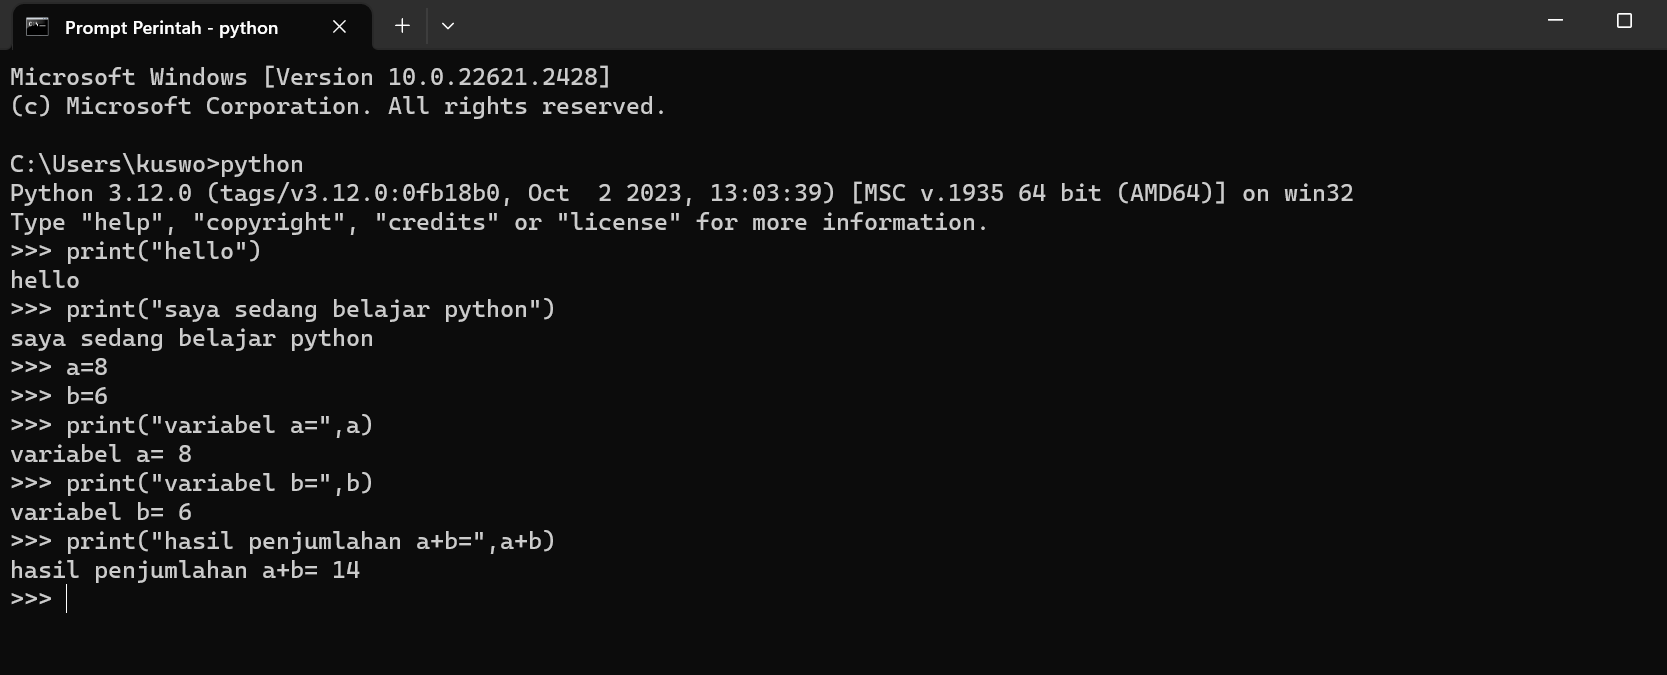 Prompt Perintah - python
Microsoft Windows [Version 10.0.22621.2428]
(c) Microsoft Corporation. All rights reserved.
C:\Users\kuswo>python
Python 3.12.0 (tags/v3.12.0:0fb18b0, Oct  2 2023, 13:03:39) [MSC v.1935 64 bit (AMD64)] on win32
Type "help", "copyright", "credits" or "license" for more information.
>>> print("hello")
hello
>>> print("saya sedang belajar python")
saya sedang belajar python
>>> a=8
>>> b=6
>>> print("variabel a=",a)
variabel a= 8
>>> print("variabel b=",b)
variabel b= 6
>>> print("hasil penjumlahan a+b=",a+b)
hasil penjumlahan a+b= 14
>>>